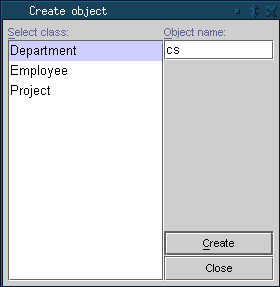 Create object
Select class:
Object name:
Department
cs
Employee
Project
Create
Close